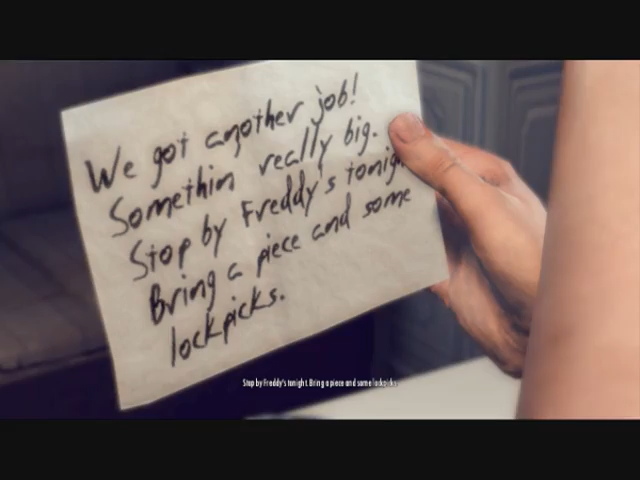 We got another job!
Somethin really big.
Stop by Freddy's tonig
Bring a piece and some
lockpicks.
Stop by Freddy's tonight. Bring a piece and some lockpicks